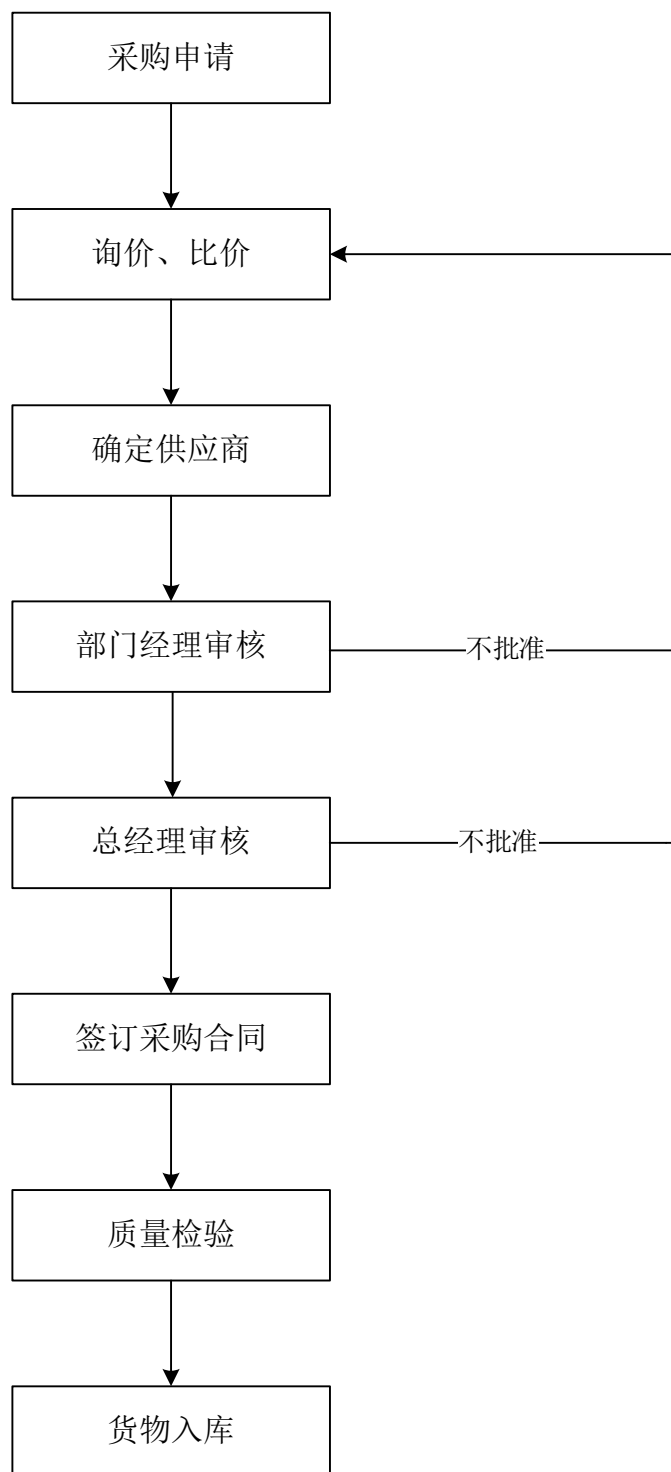 采购申请
询价、比价
确定供应商
部门经理审核
不批准
总经理审核
不批准
签订采购合同
质量检验
货物入库